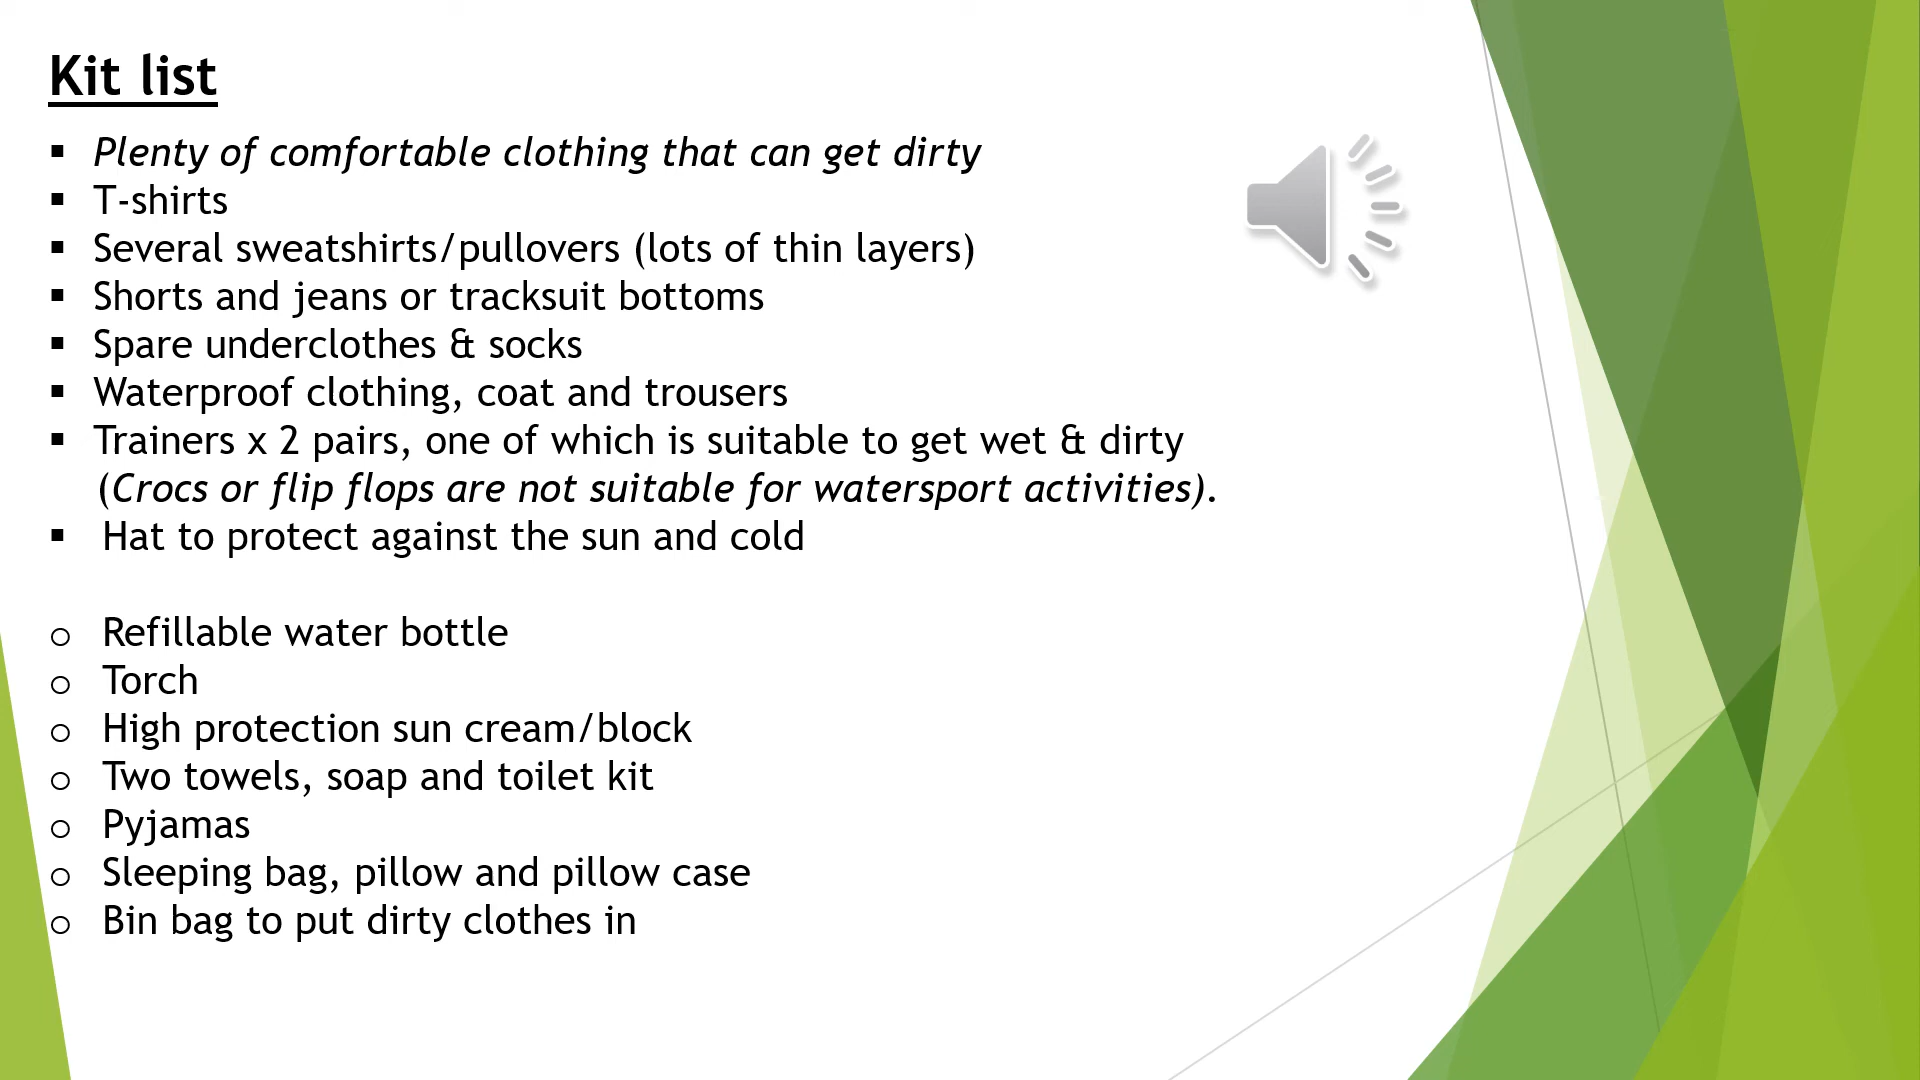 Kit list
▪ Plenty of comfortable clothing that can get dirty
▪ T-shirts
▪ Several sweatshirts/pullovers (lots of thin layers)
▪ Shorts and jeans or tracksuit bottoms
▪ Spare underclothes & socks
▪ Waterproof clothing, coat and trousers
▪ Trainers x 2 pairs, one of which is suitable to get wet & dirty
(Crocs or flip flops are not suitable for watersport activities).
▪ Hat to protect against the sun and cold
o Refillable water bottle
o Torch
o High protection sun cream/block
o Two towels, soap and toilet kit
o Pyjamas
o Sleeping bag, pillow and pillow case
o Bin bag to put dirty clothes in